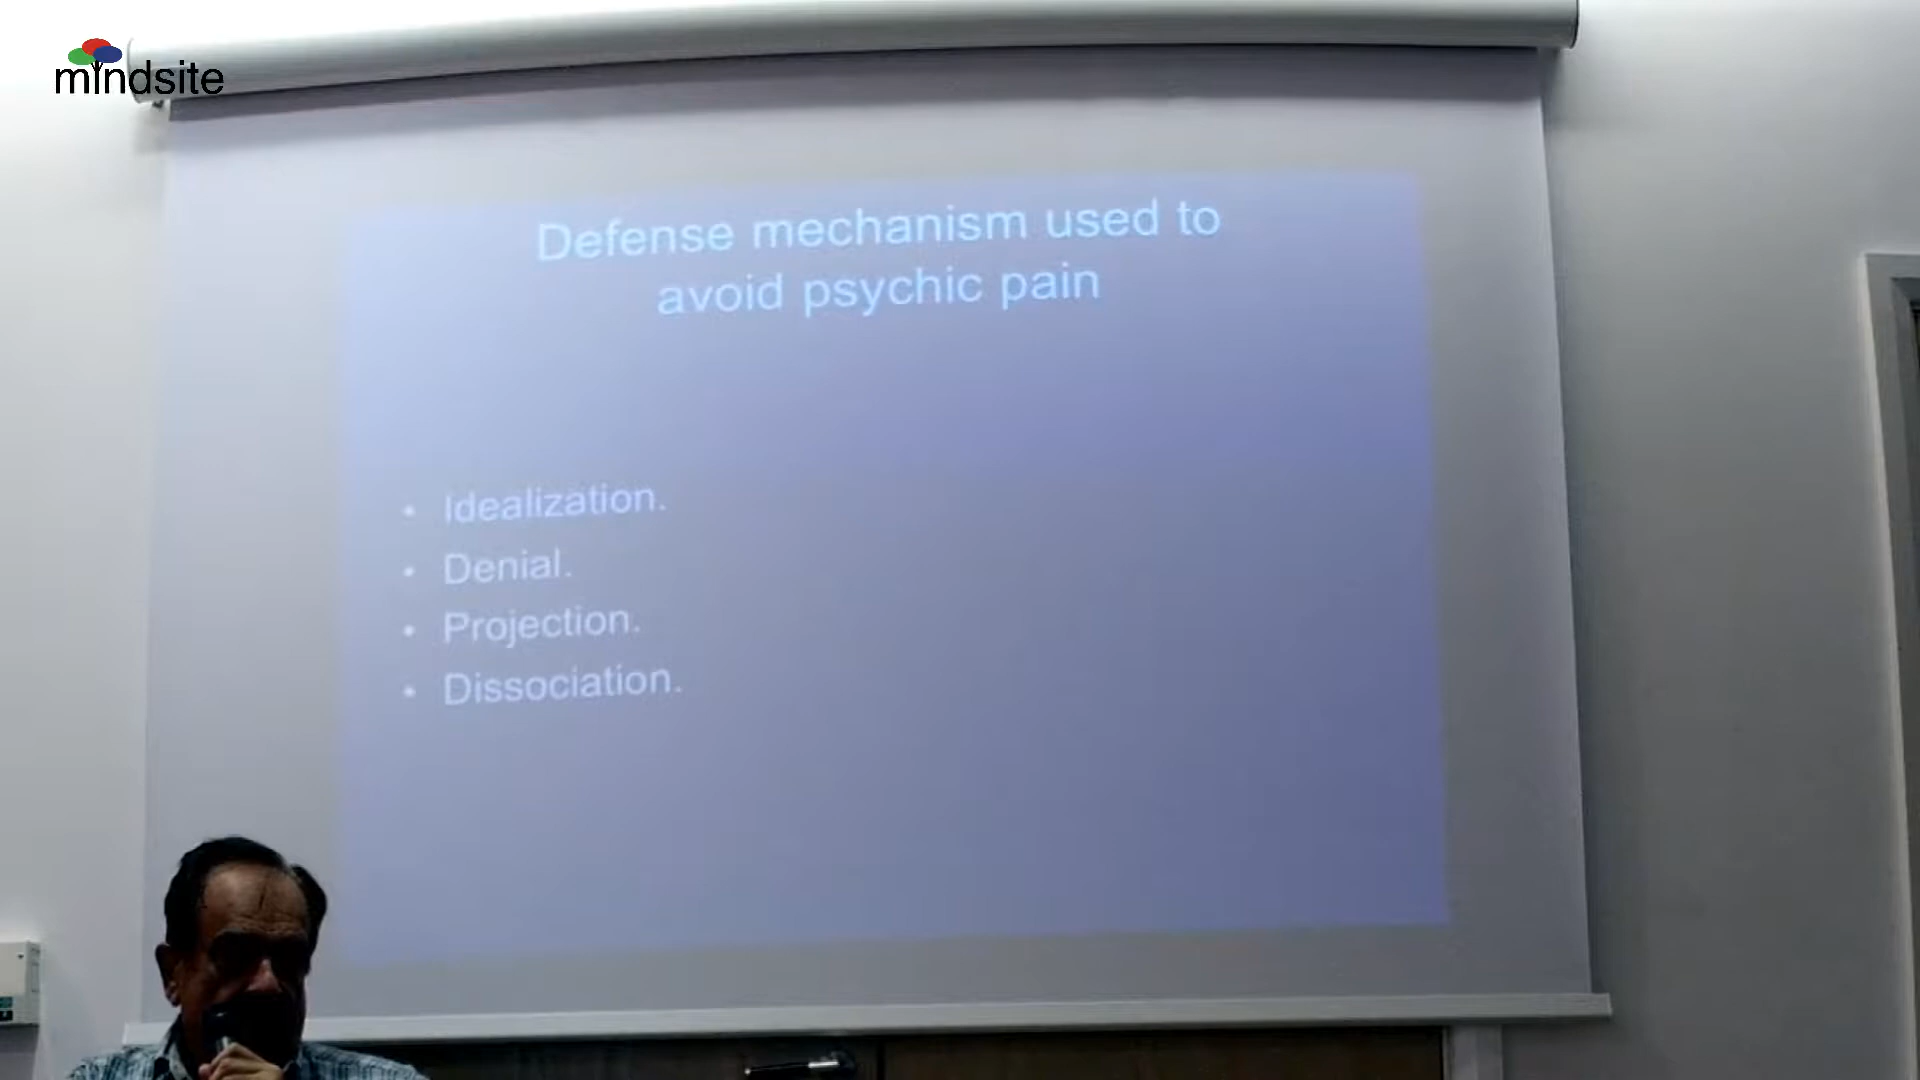 mindsite
Defense mechanism used to
avoid psychic pain
• Idealization.
• Denial.
• Projection.
• Dissociation.